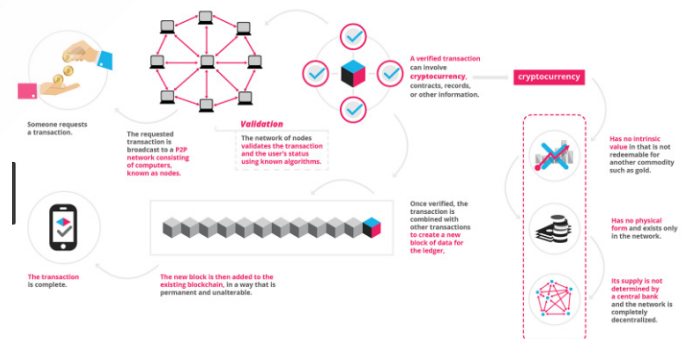 Someone requests
a transaction.
The requested
transaction is
broadcast to a P2P
network consisting
of computers,
known as nodes.
Validation
The network of nodes
validates the transaction
and the user's status
using known algorithms.
A verified transaction
can involve
cryptocurrency,
contracts, records,
or other information.
cryptocurrency
Has no intrinsic
value in that is not
redeemable for
another commodity
such as gold.
Has no physical
form and exists only
in the network.
Its supply is not
determined by
a central bank
and the network is
completely
decentralized.
Once verified, the
transaction is
combined with
other transactions
to create a new
block of data for
the ledger.
The new block is then added to the
existing blockchain, in a way that is
permanent and unalterable.
The transaction
is complete.